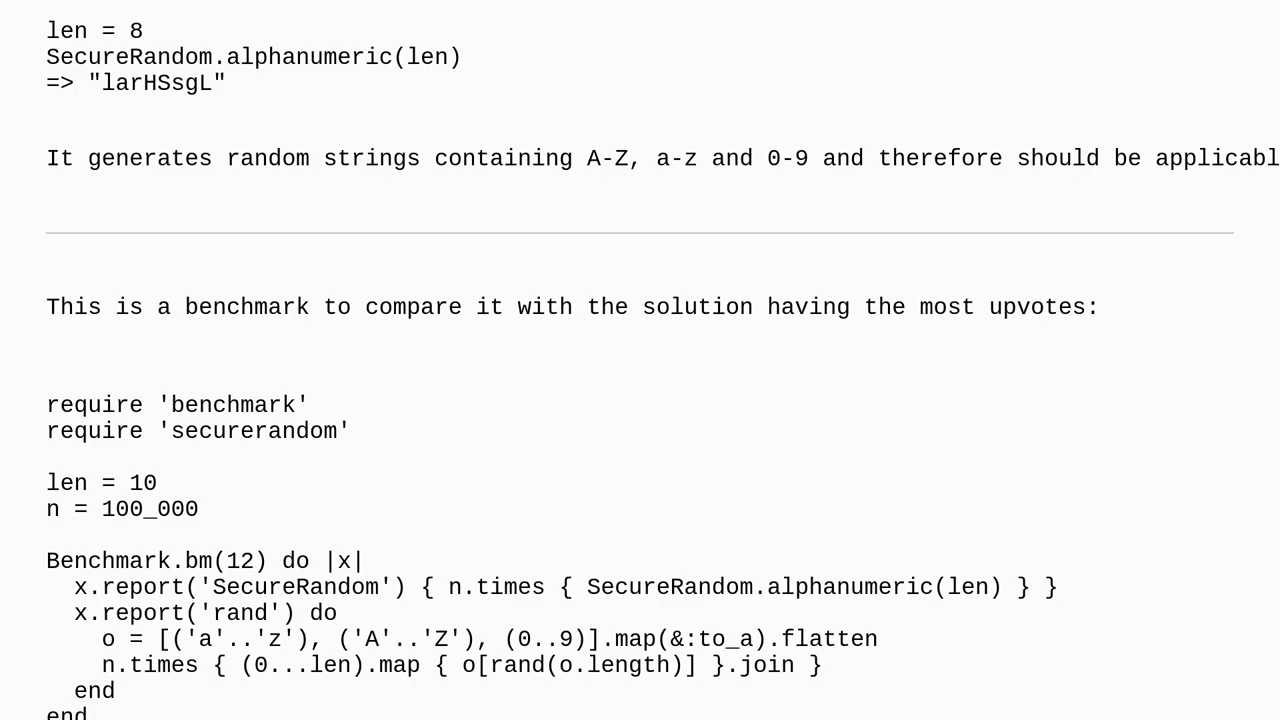 len = 8
SecureRandom.alphanumeric(len)
=> "larHSsgL"
It generates random strings containing A-Z, a-z and 0-9 and therefore should be applicabl
This is a benchmark to compare it with the solution having the most upvotes:
require 'benchmark'
require 'securerandom'
len = 10
n = 100_000
Benchmark.bm(12) do |x|
  x.report('SecureRandom') { n.times { SecureRandom.alphanumeric(len) } }
  x.report('rand') do
    o = [('a'..'z'), ('A'..'Z'), (0..9)].map(&:to_a).flatten
    n.times { (0...len).map { o[rand(o.length)] }.join }
  end
end